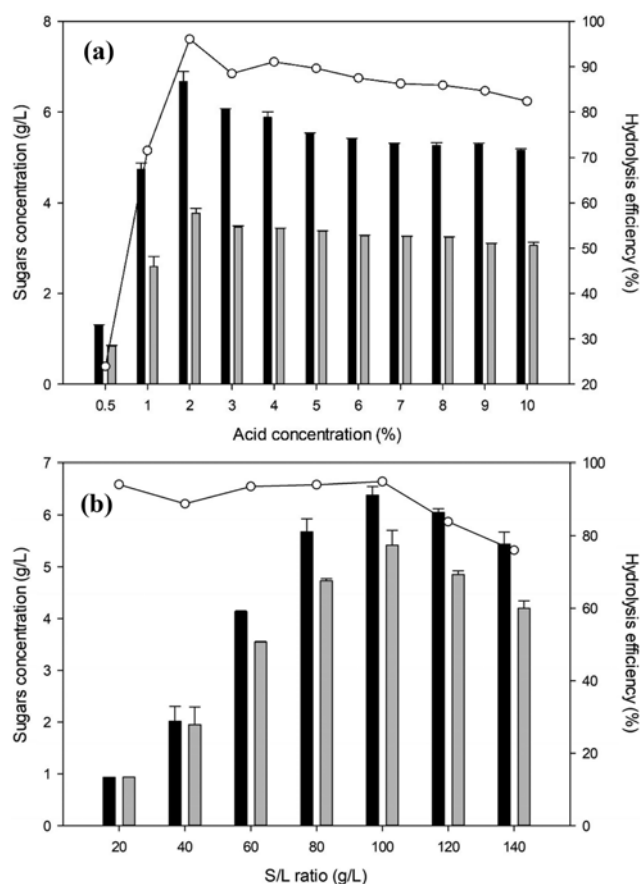 (a)
Sugars concentration (g/L)
8
6
4
2
0
Hydrolysis efficiency (%)
100
90
80
70
60
50
40
30
20
0.5 1 2 3 4 5 6 7 8 9 10
Acid concentration (%)
(b)
Sugars concentration (g/L)
7
6
5
4
3
2
1
0
Hydrolysis efficiency (%)
100
80
60
40
20
0
20 40 60 80 100 120 140
S/L ratio (g/L)